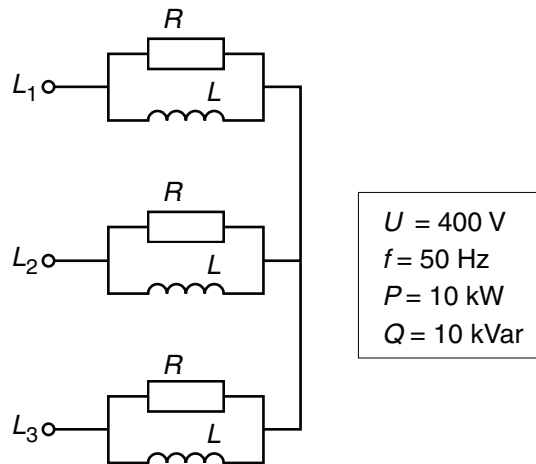 R
L₁
L
R
L₂
L
R
L₃
L
U = 400 V
f = 50 Hz
P = 10 kW
Q = 10 kVar